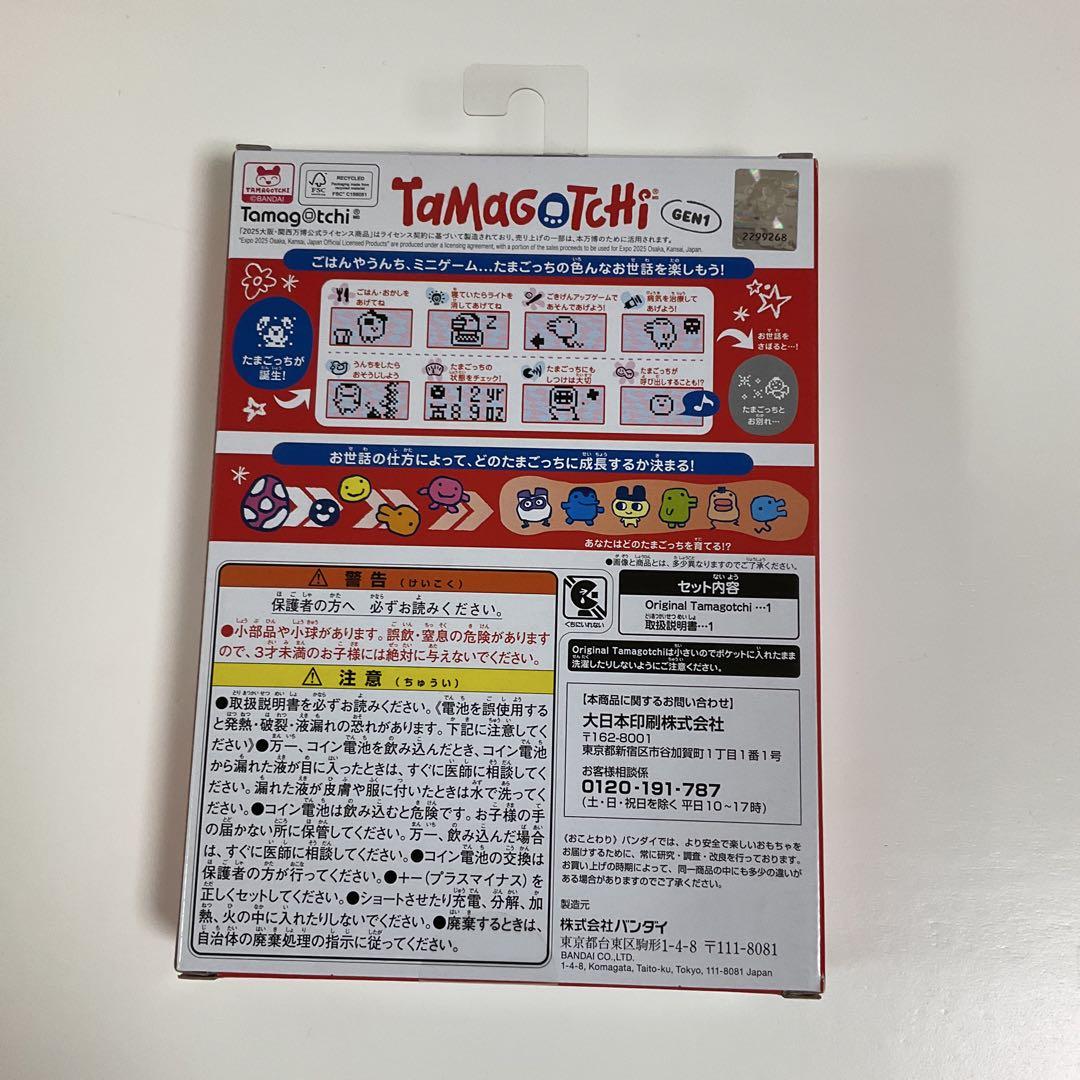 TAMAGOTCHI
©BANDAI
FSC
RECYCLED
Packaging made from recycled material
FSC® C188051
Tamagotchi
TAMAGOTCHI
GEN1
2299268
「2025大阪・関西万博公式ライセンス商品」はライセンス契約に基づいて製造されており、売り上げの一部は、本万博のために活用されます。
"Expo 2025 Osaka, Kansai, Japan Official Licensed Products" are produced under a licensing agreement, with a portion of the sales proceeds to be used for Expo 2025 Osaka, Kansai, Japan.
ごはんやうんち、ミニゲーム…たまごっちの色んなお世話を楽しもう!
たまごっちが
誕生!
ごはん・おかしを
あげてね
寝ていたらライトを
消してあげてね
Z
ごきげんアップゲームで
あそんであげよう!
病気を治療して
あげよう!
お世話を
さぼると…!
うんちをしたら
おそうじしよう
たまごっちの
状態をチェック!
12yr
89oz
たまごっちにも
しつけは大切
たまごっちが
呼び出しすることも!?
たまごっちと
お別れ…
お世話の仕方によって、どのたまごっちに成長するか決まる!
あなたはどのたまごっちを育てる!?
●画像と商品とは、多少異なりますのでご了承ください。
警告(けいこく)
保護者の方へ 必ずお読みください。
●小部品や小球があります。誤飲・窒息の危険があります
ので、3才未満のお子様には絶対に与えないでください。
注意(ちゅうい)
●取扱説明書を必ずお読みください。《電池を誤使用する
と発熱・破裂・液漏れの恐れがあります。下記に注意してく
ださい》●万一、コイン電池を飲み込んだとき、コイン電池
から漏れた液が目に入ったときは、すぐに医師に相談してく
ださい。漏れた液が皮膚や服に付いたときは水で洗ってく
ださい。●コイン電池は飲み込むと危険です。お子様の手
の届かない所に保管してください。万一、飲み込んだ場合
は、すぐに医師に相談してください。●コイン電池の交換は
保護者の方が行ってください。●+−(プラスマイナス)を
正しくセットしてください。●ショートさせたり充電、分解、加
熱、火の中に入れたりしないでください。●廃棄するときは、
自治体の廃棄処理の指示に従ってください。
くちにいれない
セット内容
Original Tamagotchi …1
取扱説明書…1
Original Tamagotchiは小さいのでポケットに入れたまま
洗濯したりしないようにご注意ください。
【本商品に関するお問い合わせ】
大日本印刷株式会社
〒162-8001
東京都新宿区市谷加賀町1丁目1番1号
お客様相談係
0120-191-787
(土・日・祝日を除く 平日10〜17時)
《おことわり》バンダイでは、より安全で楽しいおもちゃを
お届けするために、常に研究・調査・改良を行っております。
お買い上げの時期によって、同一商品の中にも多少の違いが
ある場合がありますのでご了承ください。
製造元
株式会社バンダイ
東京都台東区駒形1-4-8 〒111-8081
BANDAI CO.,LTD.
1-4-8, Komagata, Taito-ku, Tokyo, 111-8081 Japan